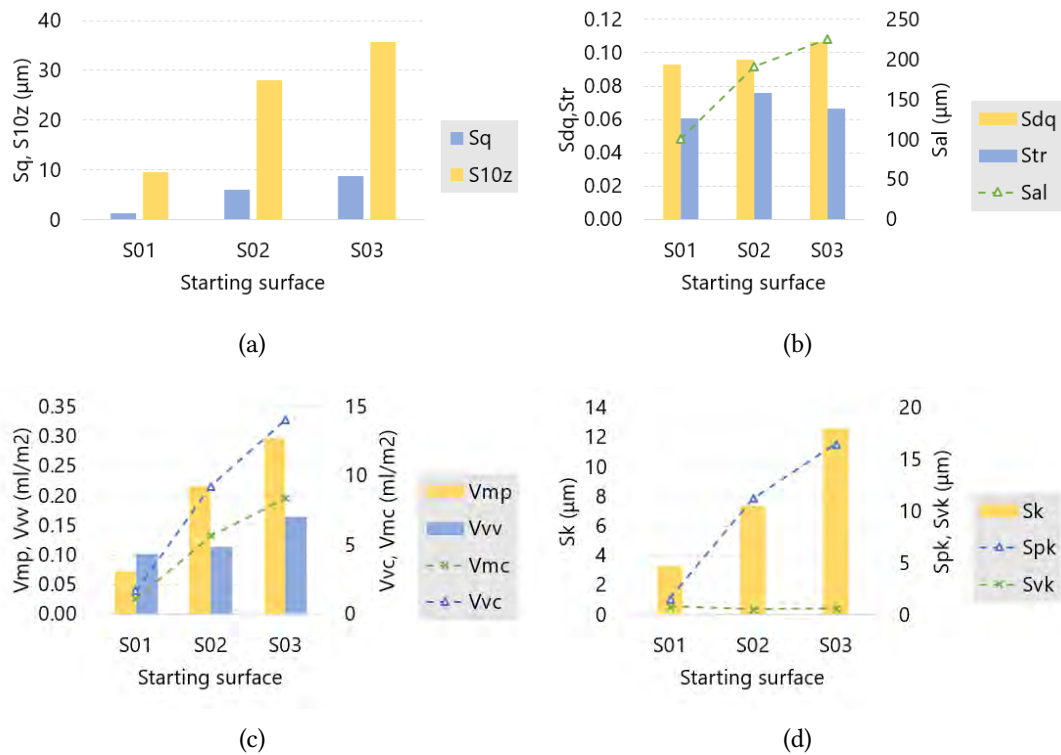 40
30
20
10
0
Sq, S10z (µm)
S01 S02 S03
Starting surface
Sq
S10z
(a)
0.12
0.10
0.08
0.06
0.04
0.02
0.00
Sdq,Str
250
200
150
100
50
0
Sal (µm)
S01 S02 S03
Starting surface
Sdq
Str
Sal
(b)
0.35
0.30
0.25
0.20
0.15
0.10
0.05
0.00
Vmp, Vvv (ml/m2)
15
10
5
0
Vvc, Vmc (ml/m2)
S01 S02 S03
Starting surface
Vmp
Vvv
Vmc
Vvc
(c)
14
12
10
8
6
4
2
0
Sk (µm)
20
15
10
5
0
Spk, Svk (µm)
S01 S02 S03
Starting surface
Sk
Spk
Svk
(d)